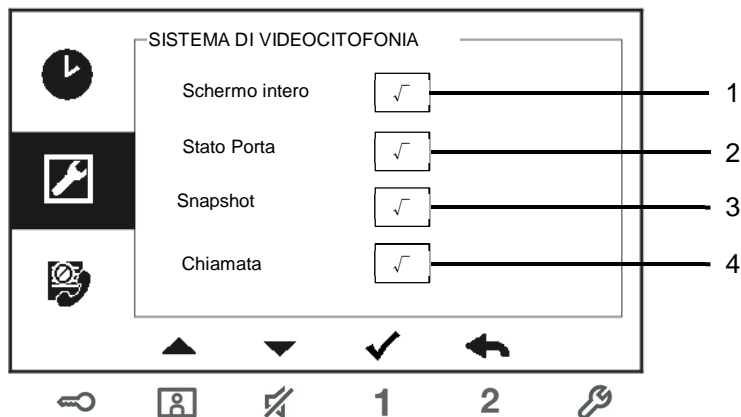 SISTEMA DI VIDEOCITOFONIA
Schermo intero √ 1
Stato Porta √ 2
Snapshot √ 3
Chiamata √ 4
1 2